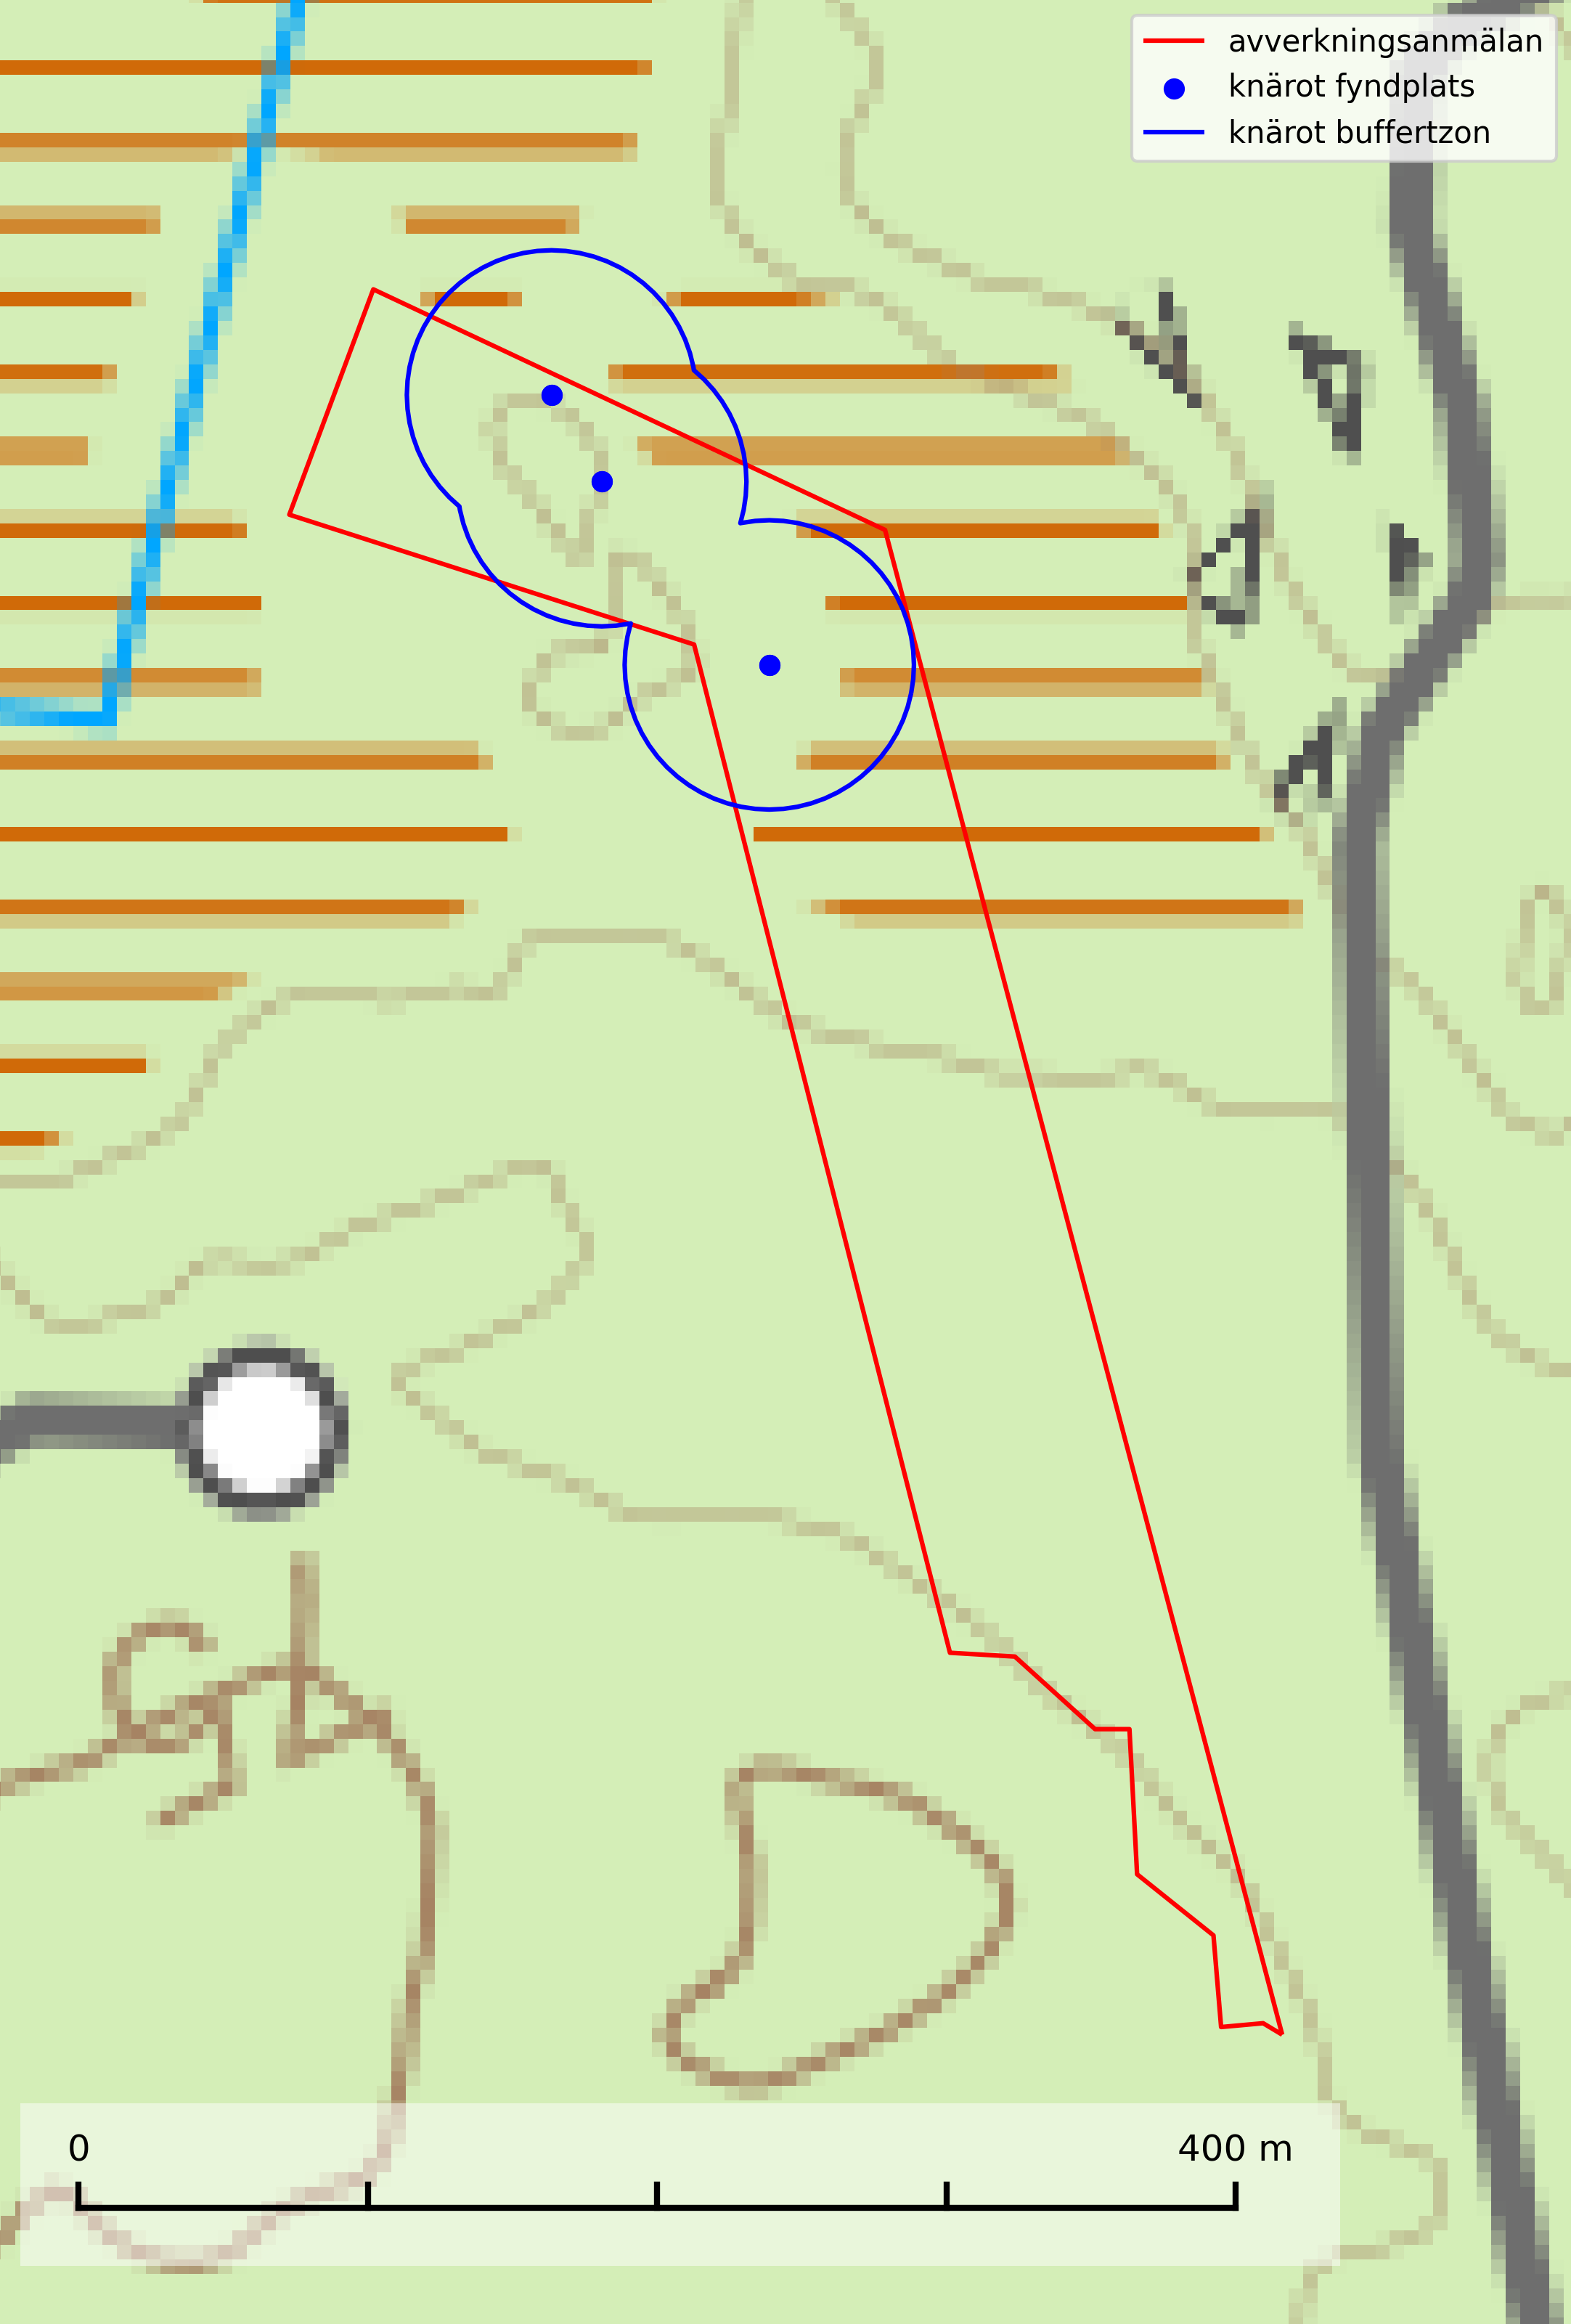 avverkningsanmälan
knärot fyndplats
knärot buffertzon
0 400 m